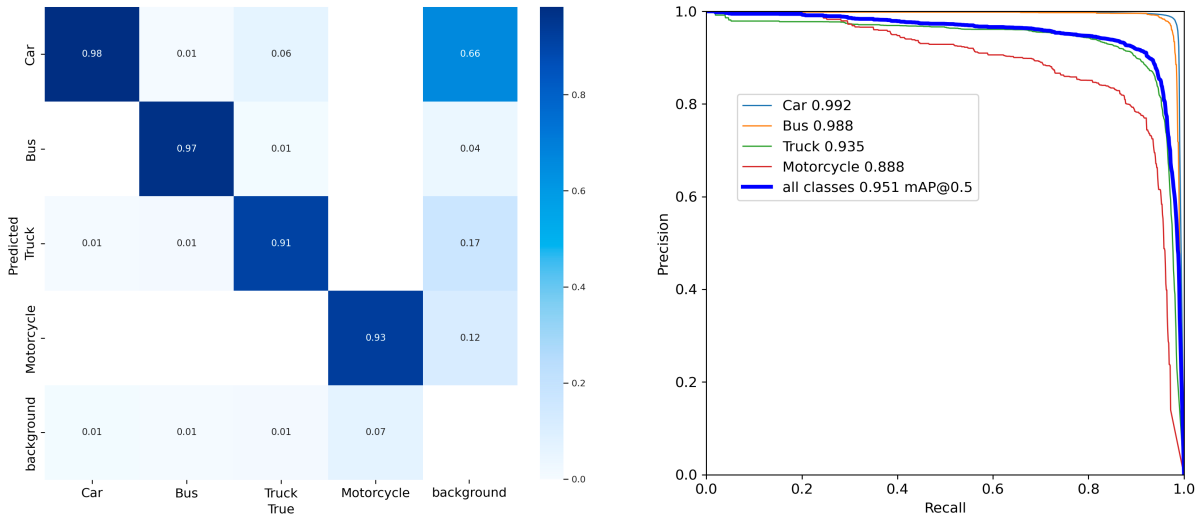 Car
0.98
0.01
0.06
0.66
Bus
0.97
0.01
0.04
Predicted
Truck
0.01
0.01
0.91
0.17
Motorcycle
0.93
0.12
background
0.01
0.01
0.01
0.07
Car
Bus
Truck
Motorcycle
background
True
0.8
0.6
0.4
0.2
0.0
1.0
0.8
0.6
0.4
0.2
0.0
Precision
Car 0.992
Bus 0.988
Truck 0.935
Motorcycle 0.888
all classes 0.951 mAP@0.5
0.0
0.2
0.4
0.6
0.8
1.0
Recall